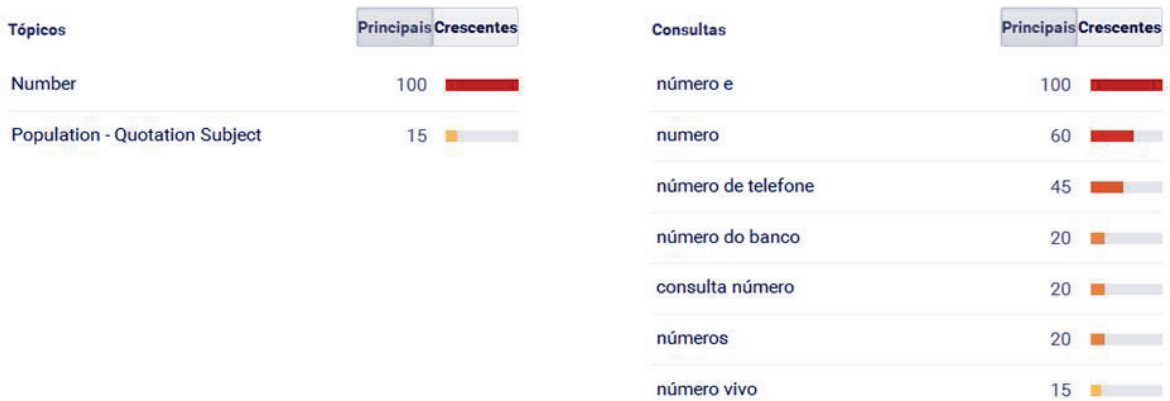 Tópicos Principais Crescentes
Number 100
Population - Quotation Subject 15
Consultas Principais Crescentes
número e 100
numero 60
número de telefone 45
número do banco 20
consulta número 20
números 20
número vivo 15